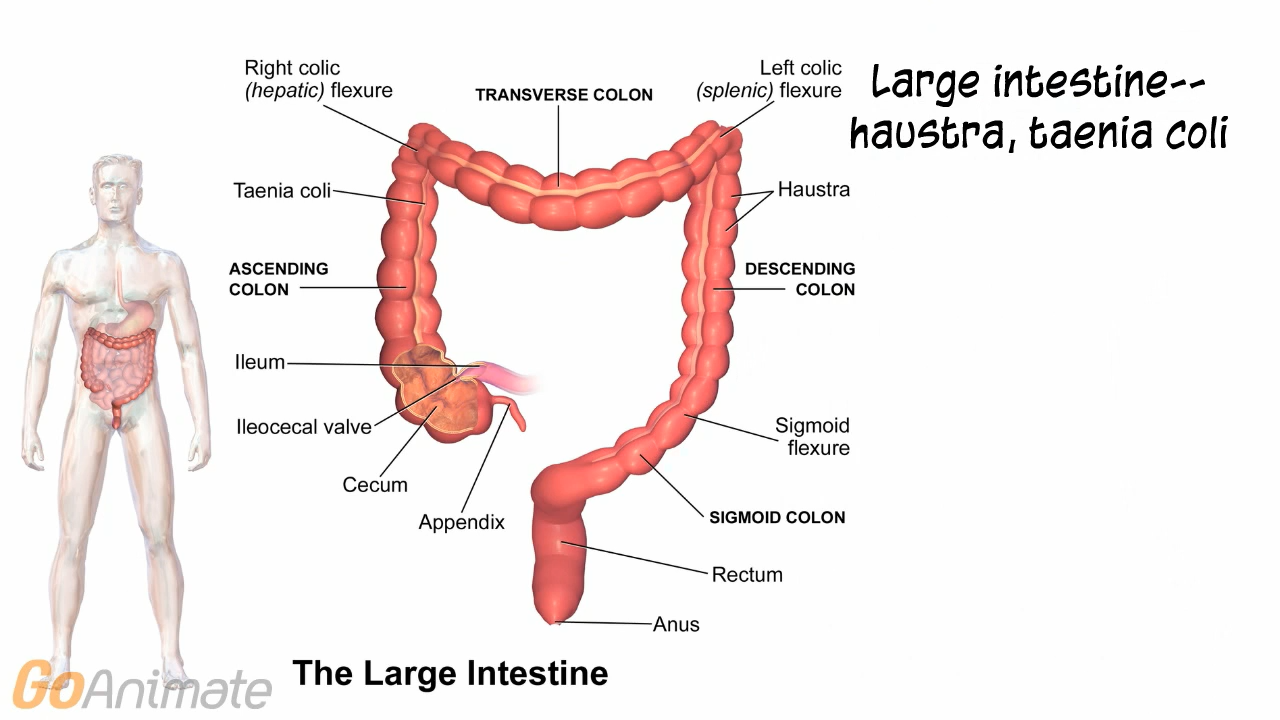 Large intestine--
haustra, taenia coli
Right colic
(hepatic) flexure
TRANSVERSE COLON
Left colic
(splenic) flexure
Taenia coli
Haustra
ASCENDING
COLON
DESCENDING
COLON
Ileum
Ileocecal valve
Sigmoid
flexure
Cecum
Appendix
SIGMOID COLON
Rectum
Anus
The Large Intestine
GoAnimate